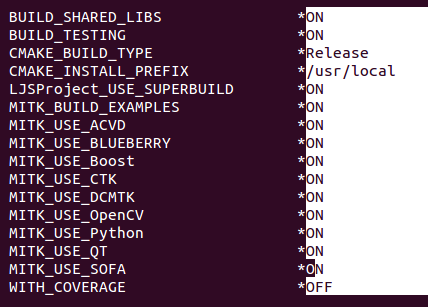 BUILD_SHARED_LIBS *ON
BUILD_TESTING *ON
CMAKE_BUILD_TYPE *Release
CMAKE_INSTALL_PREFIX */usr/local
LJSProject_USE_SUPERBUILD *ON
MITK_BUILD_EXAMPLES *ON
MITK_USE_ACVD *ON
MITK_USE_BLUEBERRY *ON
MITK_USE_Boost *ON
MITK_USE_CTK *ON
MITK_USE_DCMTK *ON
MITK_USE_OpenCV *ON
MITK_USE_Python *ON
MITK_USE_QT *ON
MITK_USE_SOFA *ON
WITH_COVERAGE *OFF